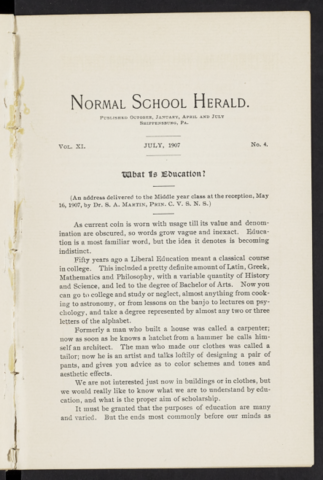 NORMAL SCHOOL HERALD.
PUBLISHED OCTOBER, JANUARY, APRIL AND JULY
SHIPPENSBURG, PA.
VOL. XI. JULY, 1907 No. 4.
What Is Education?
(An address delivered to the Middle year class at the reception, May
16, 1907, by DR. S. A. MARTIN, PRIN. C. V. S. N. S.)
As current coin is worn with usage till its value and denom-
ination are obscured, so words grow vague and inexact. Educa-
tion is a most familiar word, but the idea it denotes is becoming
indistinct.
Fifty years ago a Liberal Education meant a classical course
in college. This included a pretty definite amount of Latin, Greek,
Mathematics and Philosophy, with a variable quantity of History
and Science, and led to the degree of Bachelor of Arts. Now you
can go to college and study or neglect, almost anything from cook-
ing to astronomy, or from lessons on the banjo to lectures on psy-
chology, and take a degree represented by almost any two or three
letters of the alphabet.
Formerly a man who built a house was called a carpenter;
now as soon as he knows a hatchet from a hammer he calls him-
self an architect. The man who made our clothes was called a
tailor; now he is an artist and talks loftily of designing a pair of
pants, and gives you advice as to color schemes and tones and
aesthetic effects.
We are not interested just now in buildings or in clothes, but
we would really like to know what we are to understand by edu-
cation, and what is the proper aim of scholarship.
It must be granted that the purposes of education are many
and varied. But the ends most commonly before our minds as